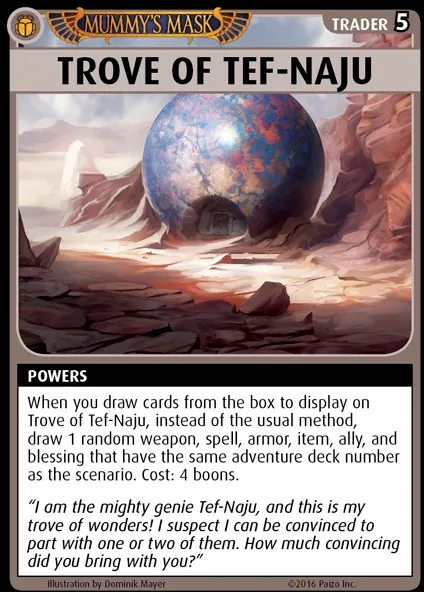 MUMMY'S MASK
TRADER 5
TROVE OF TEF-NAJU
POWERS
When you draw cards from the box to display on
Trove of Tef-Naju, instead of the usual method,
draw 1 random weapon, spell, armor, item, ally, and
blessing that have the same adventure deck number
as the scenario. Cost: 4 boons.
“I am the mighty genie Tef-Naju, and this is my
trove of wonders! I suspect I can be convinced to
part with one or two of them. How much convincing
did you bring with you?”
Illustration by Dominik Mayer
©2016 Paizo Inc.